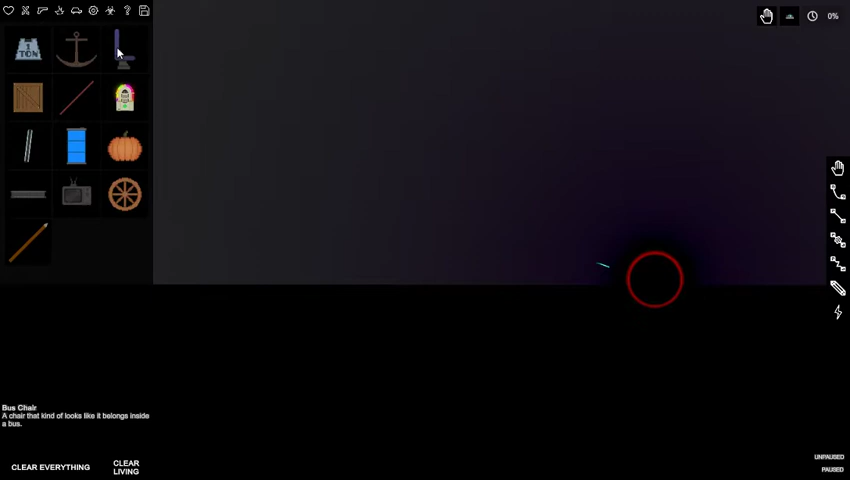 0%
1
TON
Bus Chair
A chair that kind of looks like it belongs inside
a bus.
CLEAR EVERYTHING
CLEAR
LIVING
UNPAUSED
PAUSED